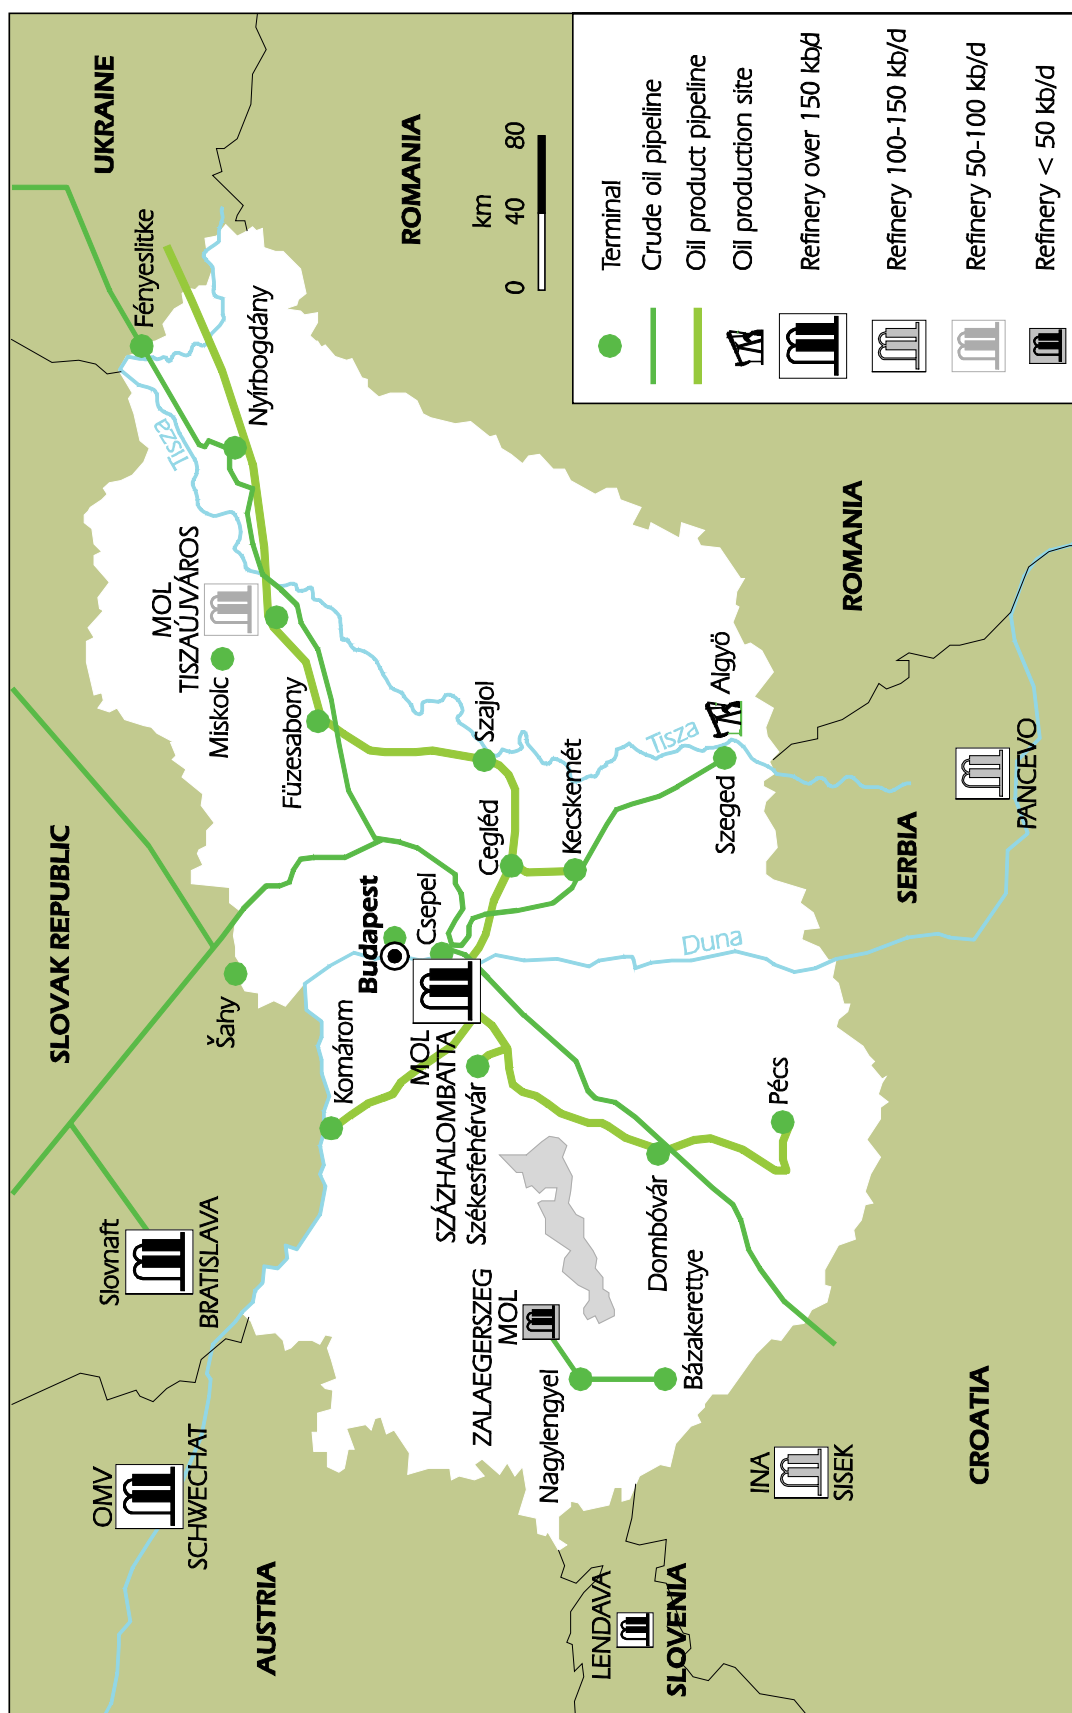 UKRAINE
SLOVAK REPUBLIC
ROMANIA
ROMANIA
SERBIA
CROATIA
SLOVENIA
AUSTRIA
Fényeslitke
Nyírbogdány
Tisza
MOL
TISZAÚJVÁROS
Miskolc
Füzesabony
Szajol
Cegléd
Kecskemét
Tisza
Algyö
Szeged
Budapest
Csepel
Duna
Šahy
Komárom
MOL
SZÁZHALOMBATTA
Székesfehérvár
Dombóvár
Pécs
ZALAEGERSZEG
MOL
Nagylengyel
Bázakerettye
Slovnaft
BRATISLAVA
OMV
SCHWECHAT
LENDAVA
INA
SISEK
PANCEVO
km
0 40 80
Terminal
Crude oil pipeline
Oil product pipeline
Oil production site
Refinery over 150 kb/d
Refinery 100-150 kb/d
Refinery 50-100 kb/d
Refinery < 50 kb/d